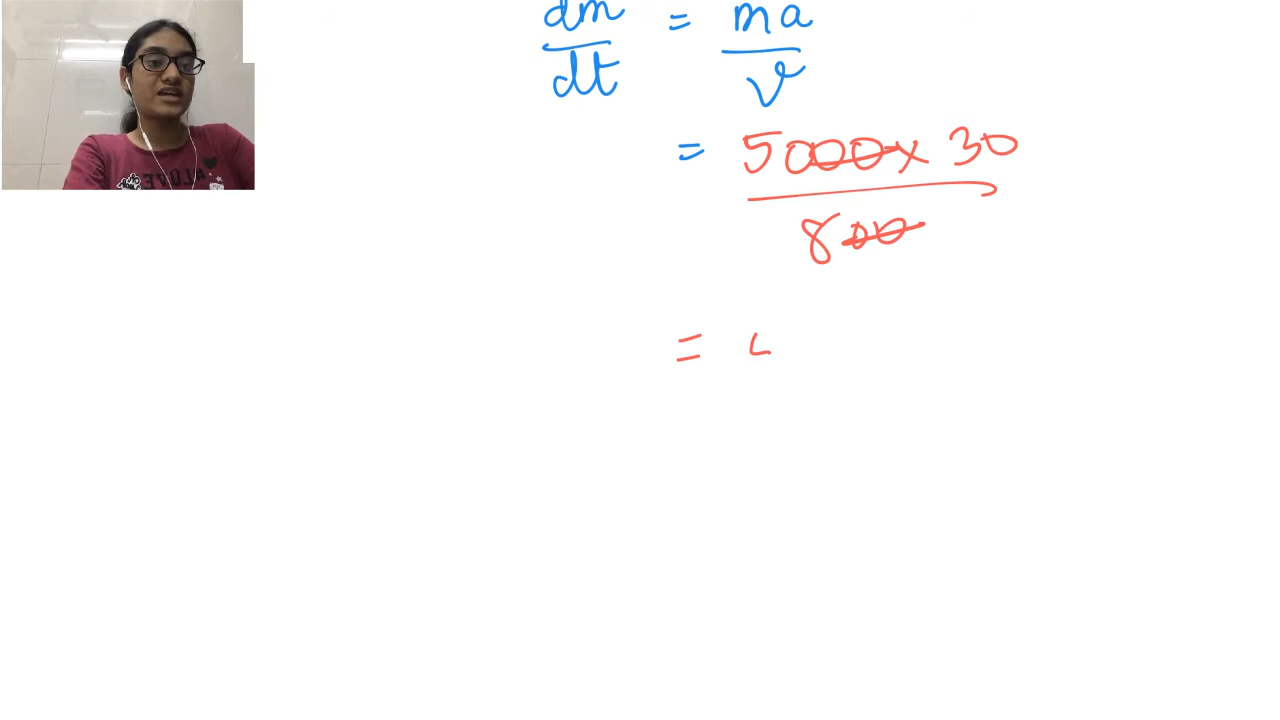 dm = ma
dt v
= 5000 x 30
800
=